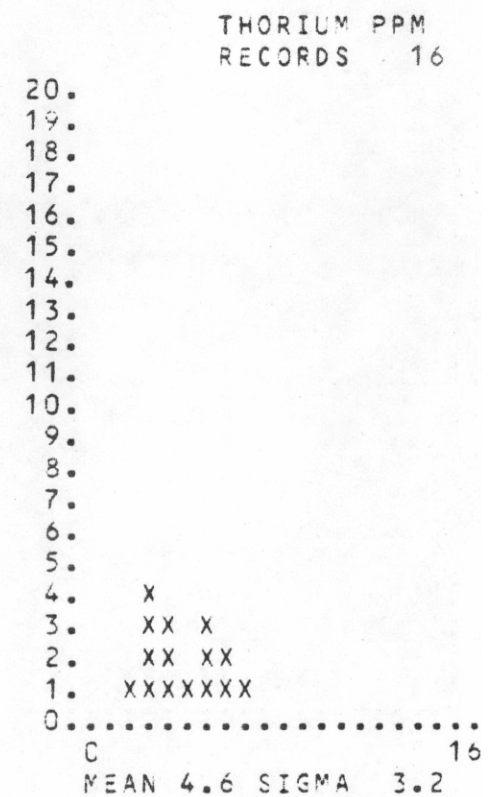 THORIUM PPM
RECORDS 16
20.
19.
18.
17.
16.
15.
14.
13.
12.
11.
10.
9.
8.
7.
6.
5.
4. X
3. XX X
2. XX XX
1. XXXXXXX
0......................
C 16
MEAN 4.6 SIGMA 3.2